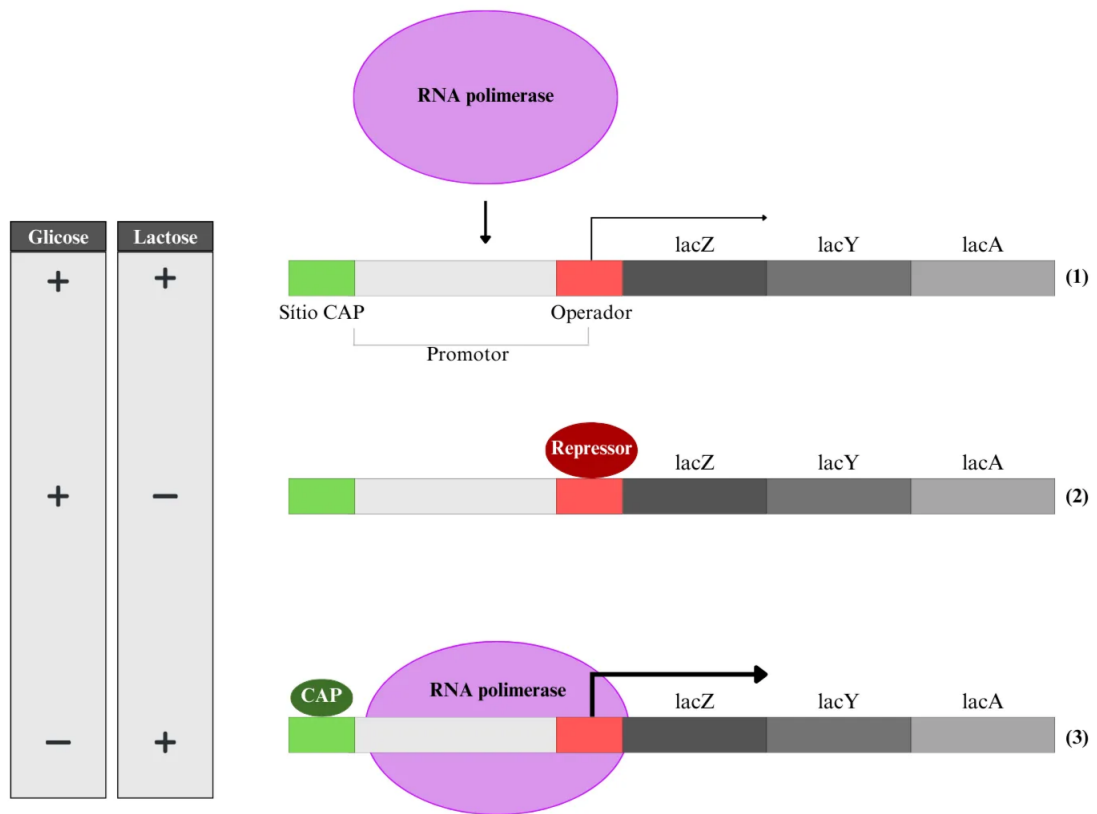 RNA polimerase
Glicose Lactose
lacZ lacY lacA
+ + (1)
Sítio CAP Operador
Promotor
Repressor
lacZ lacY lacA
+ − (2)
RNA polimerase
CAP
lacZ lacY lacA
− + (3)